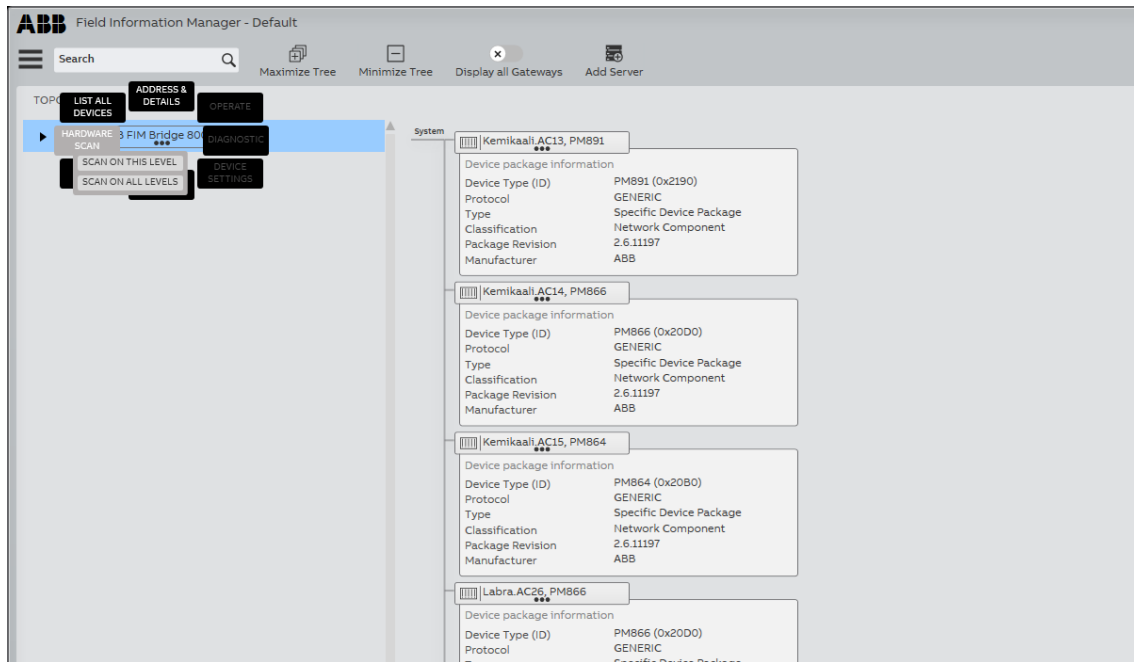 ABB Field Information Manager - Default
Search
Maximize Tree
Minimize Tree
Display all Gateways
Add Server
TOPO
LIST ALL DEVICES
ADDRESS & DETAILS
OPERATE
HARDWARE SCAN
FIM Bridge 800
DIAGNOSTIC
SCAN ON THIS LEVEL
SCAN ON ALL LEVELS
DEVICE SETTINGS
System
Kemikaali.AC13, PM891
Device package information
Device Type (ID) PM891 (0x2190)
Protocol GENERIC
Type Specific Device Package
Classification Network Component
Package Revision 2.6.11197
Manufacturer ABB
Kemikaali.AC14, PM866
Device package information
Device Type (ID) PM866 (0x20D0)
Protocol GENERIC
Type Specific Device Package
Classification Network Component
Package Revision 2.6.11197
Manufacturer ABB
Kemikaali.AC15, PM864
Device package information
Device Type (ID) PM864 (0x20B0)
Protocol GENERIC
Type Specific Device Package
Classification Network Component
Package Revision 2.6.11197
Manufacturer ABB
Labra.AC26, PM866
Device package information
Device Type (ID) PM866 (0x20D0)
Protocol GENERIC